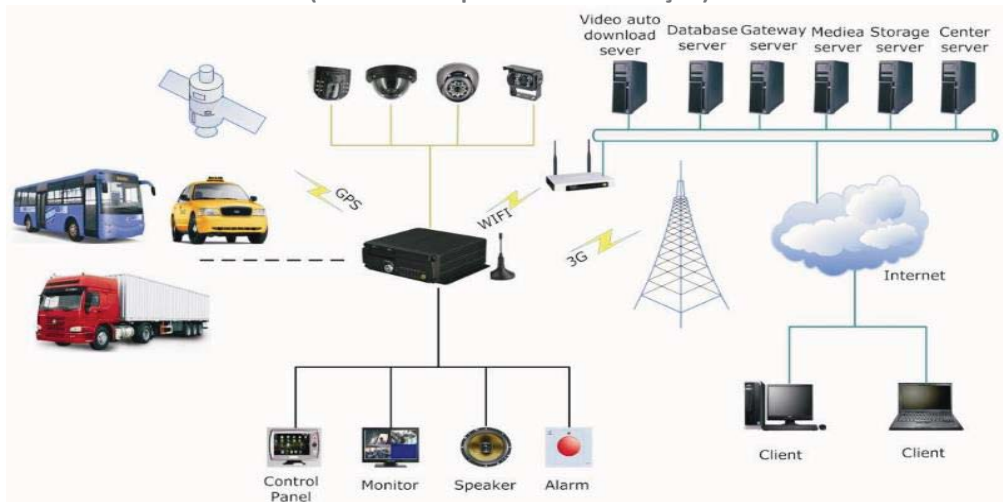 Video auto
download
sever
Database
server
Gateway
server
Mediea
server
Storage
server
Center
server
GPS
WIFI
3G
Internet
Control
Panel
Monitor
Speaker
Alarm
Client
Client